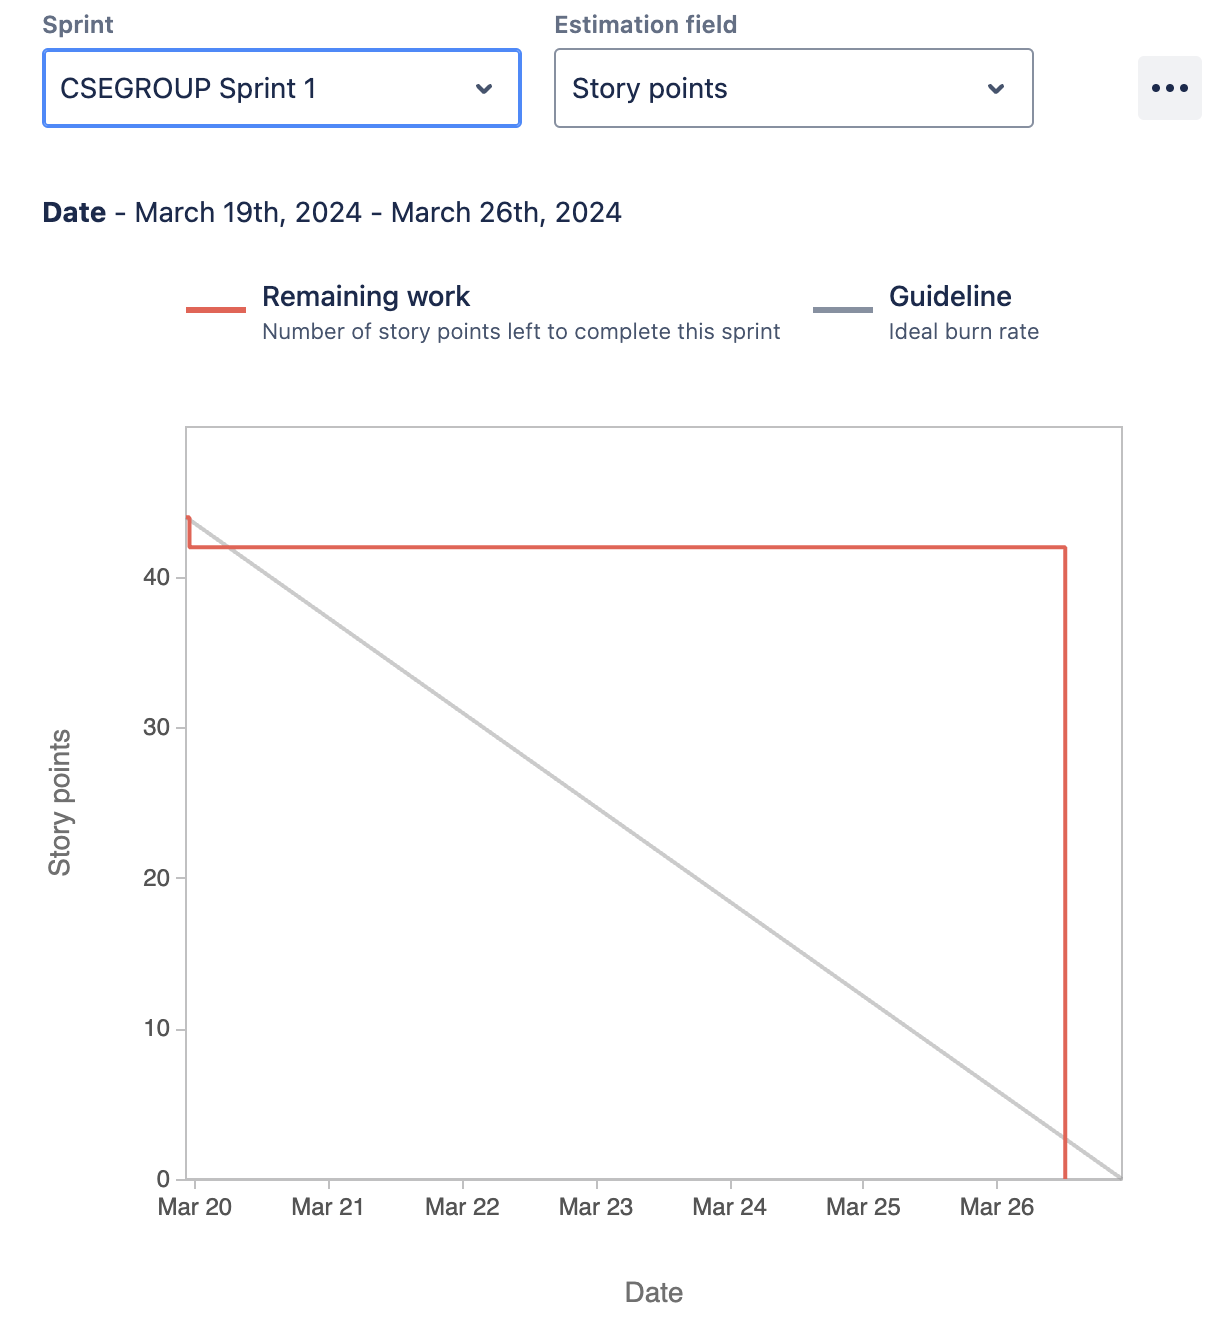 Sprint
Estimation field
CSEGROUP Sprint 1
Story points
Date - March 19th, 2024 - March 26th, 2024
Remaining work
Number of story points left to complete this sprint
Guideline
Ideal burn rate
Story points
40
30
20
10
0
Mar 20
Mar 21
Mar 22
Mar 23
Mar 24
Mar 25
Mar 26
Date